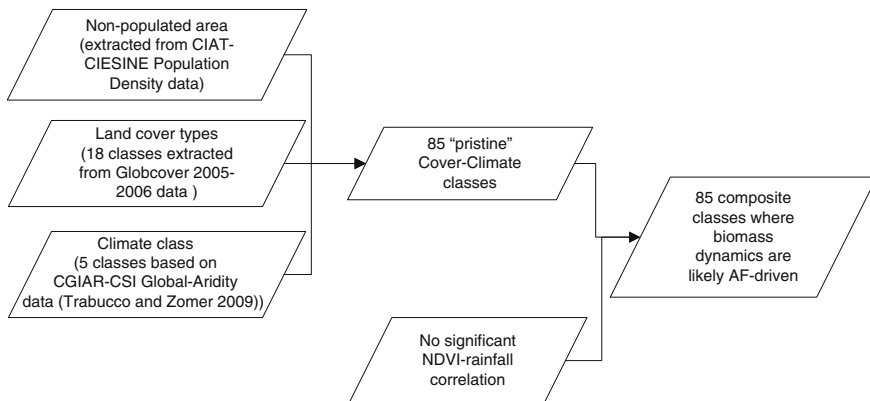 Non-populated area
(extracted from CIAT-
CIESINE Population
Density data)
Land cover types
(18 classes extracted
from Globcover 2005-
2006 data )
Climate class
(5 classes based on
CGIAR-CSI Global-Aridity
data (Trabucco and Zomer 2009))
85 “pristine”
Cover-Climate
classes
No significant
NDVI-rainfall
correlation
85 composite
classes where
biomass
dynamics are
likely AF-driven